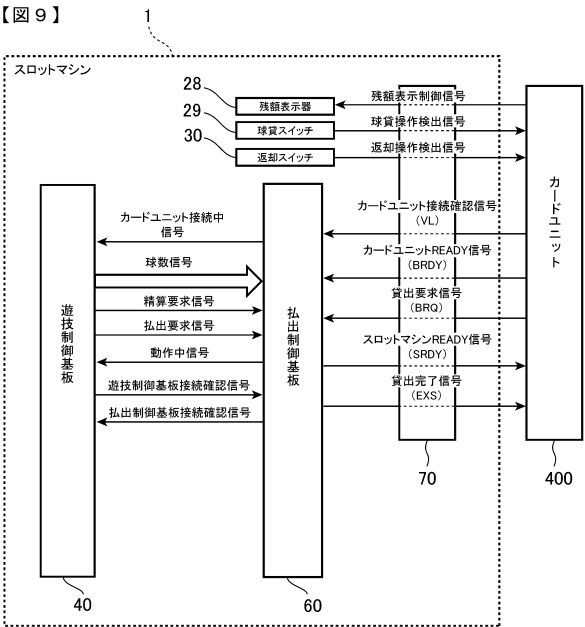 【図９】
1
スロットマシン
28
残額表示器
残額表示制御信号
29
球貸スイッチ
球貸操作検出信号
30
返却スイッチ
返却操作検出信号
カードユニット
カードユニット接続中
信号
カードユニット接続確認信号
(VL)
球数信号
カードユニットREADY信号
(BRDY)
精算要求信号
貸出要求信号
(BRQ)
払出要求信号
スロットマシンREADY信号
(SRDY)
動作中信号
遊技制御基板接続確認信号
貸出完了信号
(EXS)
払出制御基板接続確認信号
遊技制御基板
払出制御基板
70
400
40
60